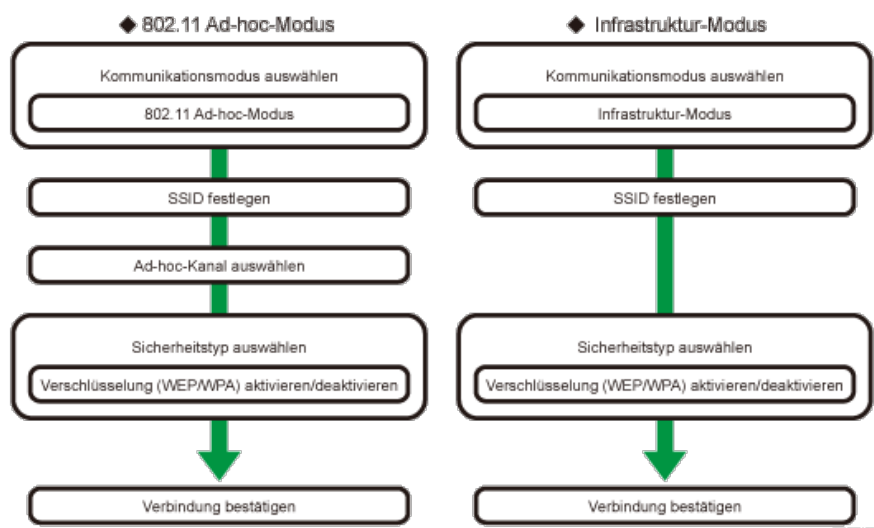 ◆ 802.11 Ad-hoc-Modus
Kommunikationsmodus auswählen
802.11 Ad-hoc-Modus
SSID festlegen
Ad-hoc-Kanal auswählen
Sicherheitstyp auswählen
Verschlüsselung (WEP/WPA) aktivieren/deaktivieren
Verbindung bestätigen
◆ Infrastruktur-Modus
Kommunikationsmodus auswählen
Infrastruktur-Modus
SSID festlegen
Sicherheitstyp auswählen
Verschlüsselung (WEP/WPA) aktivieren/deaktivieren
Verbindung bestätigen